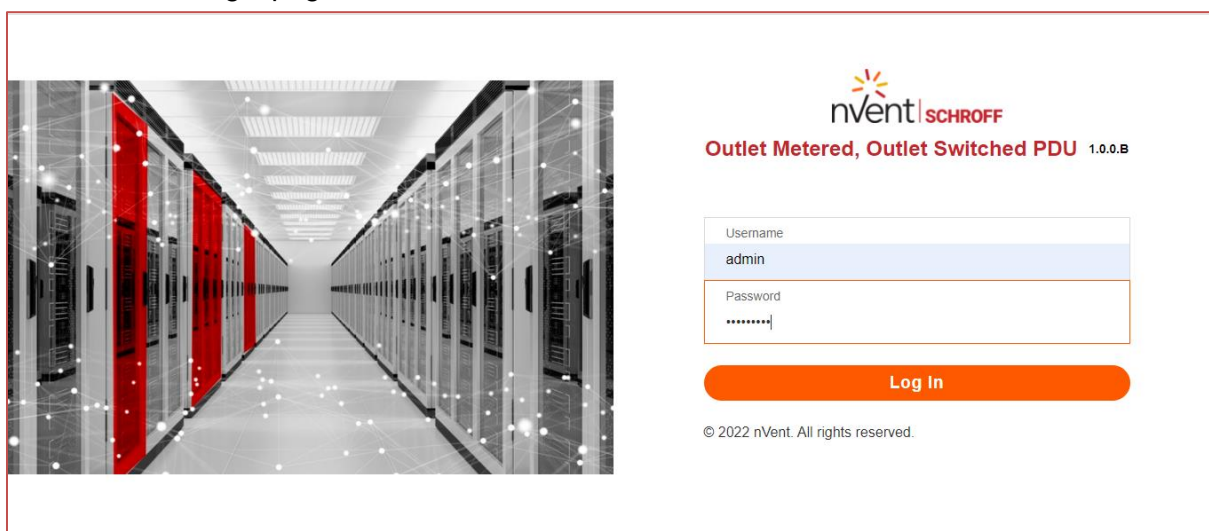 nVent SCHROFF
Outlet Metered, Outlet Switched PDU 1.0.0.B
Username
admin
Password
•••••••••
Log In
© 2022 nVent. All rights reserved.